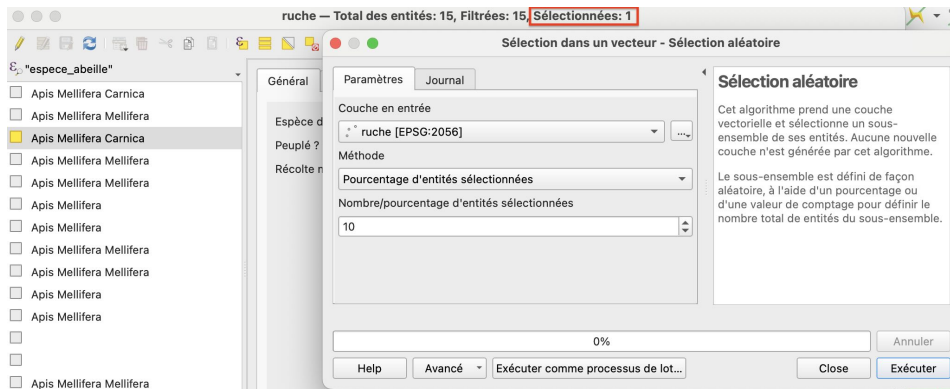 ruche — Total des entités: 15, Filtrées: 15, Sélectionnées: 1
"espece_abeille"
Apis Mellifera Carnica
Apis Mellifera Mellifera
Apis Mellifera Carnica
Apis Mellifera Mellifera
Apis Mellifera Mellifera
Apis Mellifera
Apis Mellifera
Apis Mellifera Mellifera
Apis Mellifera Mellifera
Apis Mellifera
Apis Mellifera
Apis Mellifera Mellifera
Général
Espèce d
Peuplé ?
Récolte n
Sélection dans un vecteur - Sélection aléatoire
Paramètres
Journal
Couche en entrée
ruche [EPSG:2056]
...
Méthode
Pourcentage d'entités sélectionnées
Nombre/pourcentage d'entités sélectionnées
10
Sélection aléatoire
Cet algorithme prend une couche
vectorielle et sélectionne un sous-
ensemble de ses entités. Aucune nouvelle
couche n'est générée par cet algorithme.
Le sous-ensemble est défini de façon
aléatoire, à l'aide d'un pourcentage ou
d'une valeur de comptage pour définir le
nombre total de entités du sous-ensemble.
0%
Annuler
Help
Avancé
Exécuter comme processus de lot...
Close
Exécuter